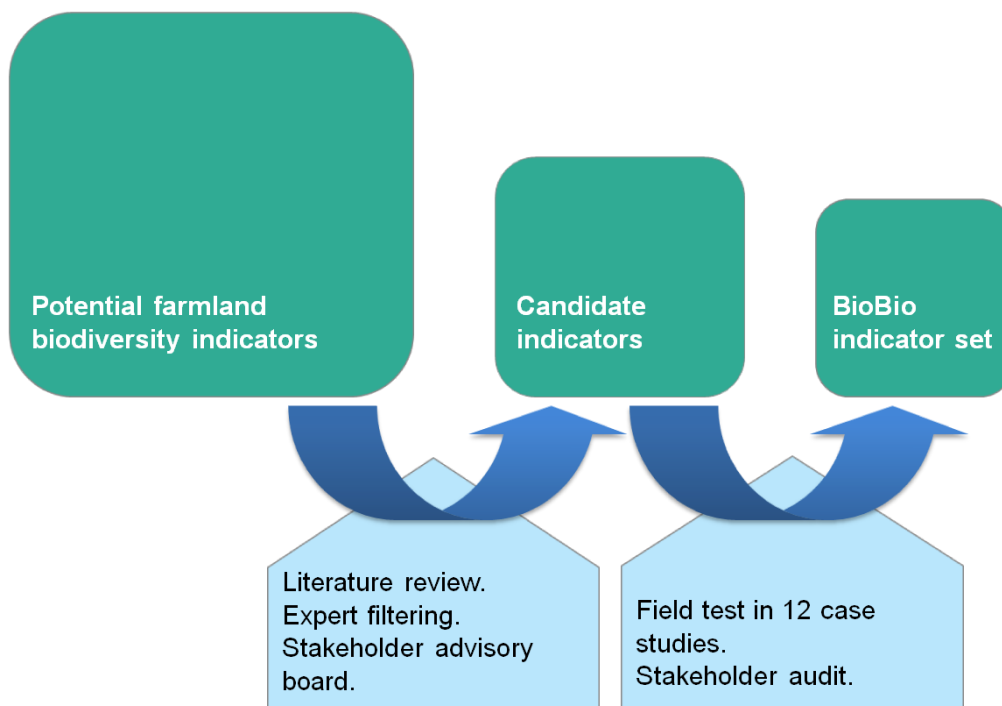 Potential farmland
biodiversity indicators
Candidate
indicators
BioBio
indicator set
Literature review.
Expert filtering.
Stakeholder advisory
board.
Field test in 12 case
studies.
Stakeholder audit.